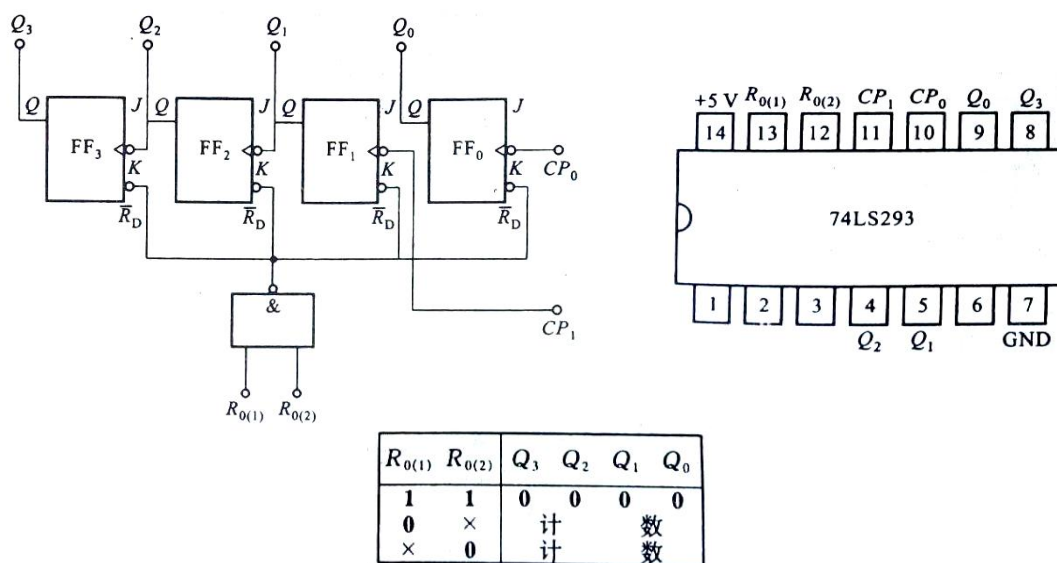 Q3 Q2 Q1 Q0
Q J Q J Q J Q J
FF3 FF2 FF1 FF0
K K K K
CP0
R̄D R̄D R̄D R̄D
&
CP1
R0(1) R0(2)
+5 V R0(1) R0(2) CP1 CP0 Q0 Q3
14 13 12 11 10 9 8
74LS293
1 2 3 4 5 6 7
Q2 Q1 GND
R0(1) R0(2) Q3 Q2 Q1 Q0
1 1 0 0 0 0
0 × 计 数
× 0 计 数